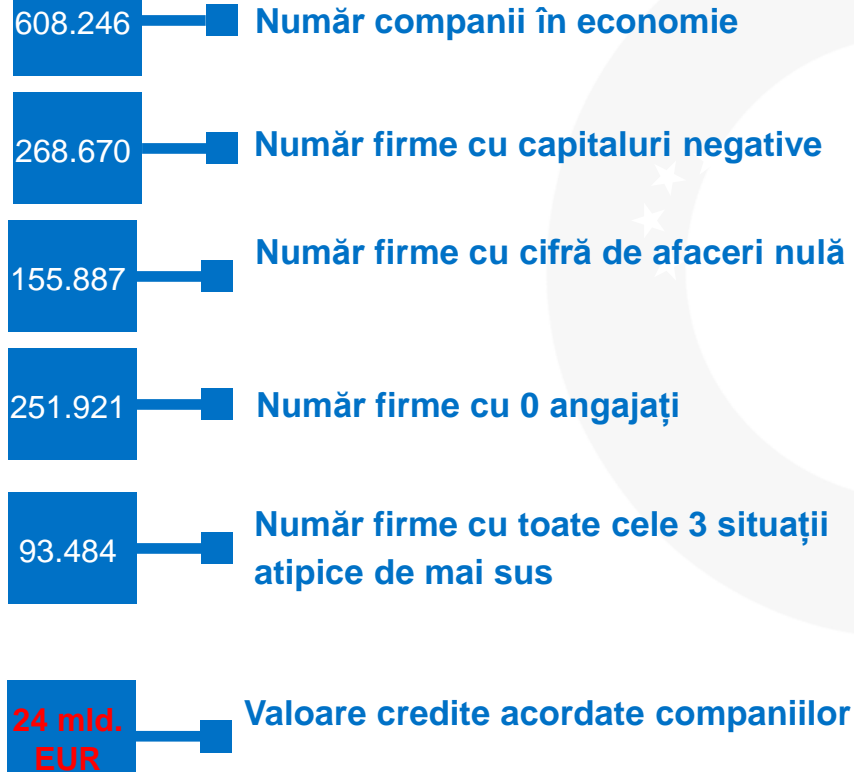 608.246 Număr companii în economie
268.670 Număr firme cu capitaluri negative
155.887 Număr firme cu cifră de afaceri nulă
251.921 Număr firme cu 0 angajați
93.484 Număr firme cu toate cele 3 situații
atipice de mai sus
24 mld.
EUR
Valoare credite acordate companiilor